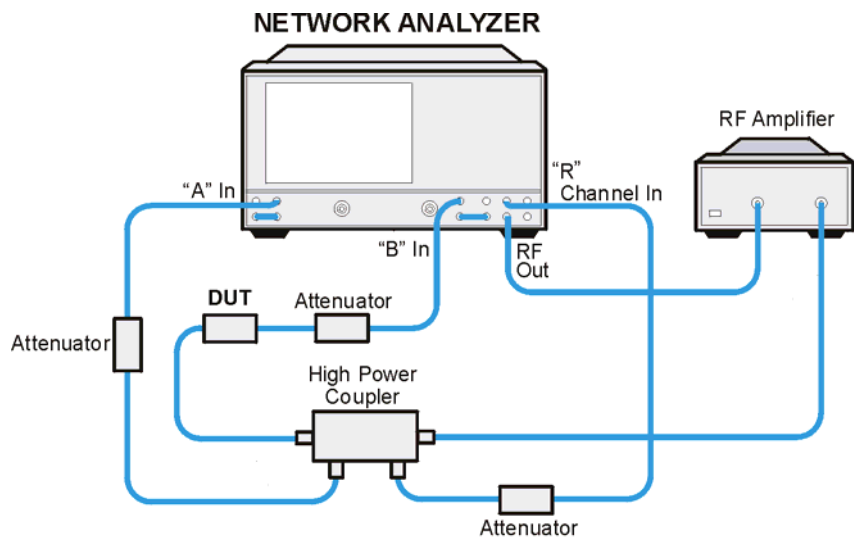 NETWORK ANALYZER
RF Amplifier
"R"
Channel In
"A" In
"B" In
RF
Out
DUT
Attenuator
Attenuator
High Power
Coupler
Attenuator